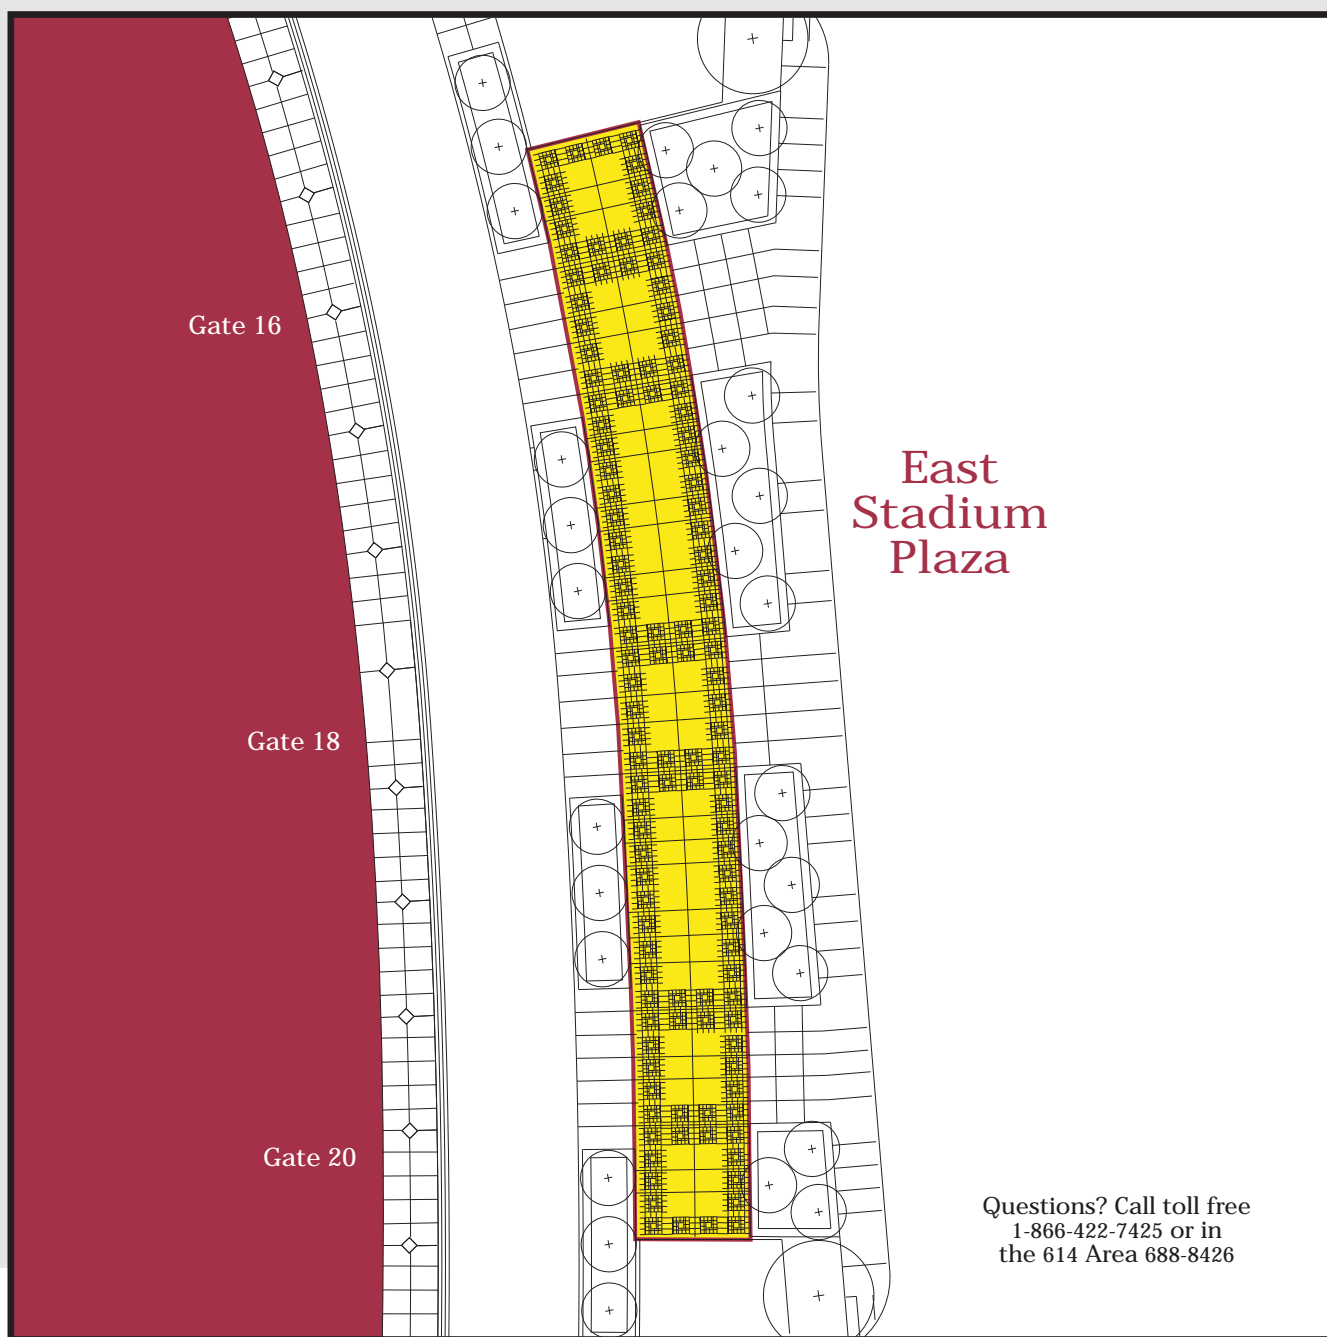 Gate 16
East
Stadium
Plaza
Gate 18
Gate 20
Questions? Call toll free
1-866-422-7425 or in
the 614 Area 688-8426